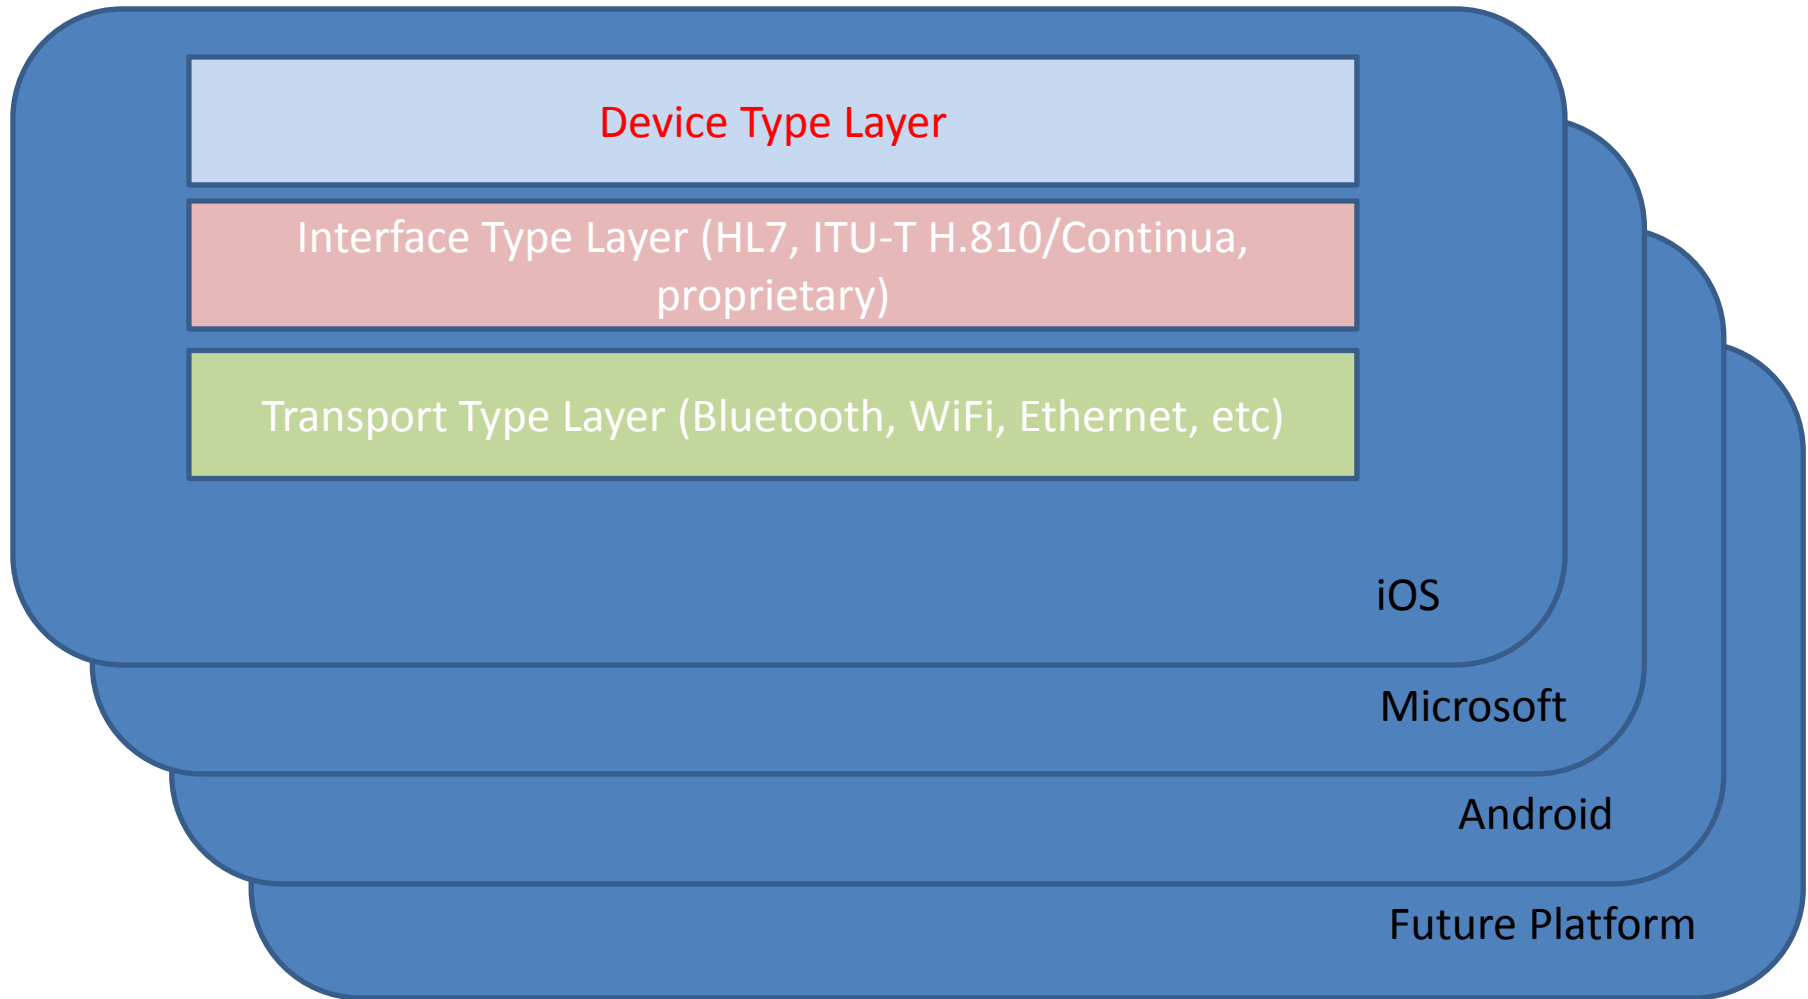 Device Type Layer
Interface Type Layer (HL7, ITU-T H.810/Continua,
proprietary)
Transport Type Layer (Bluetooth, WiFi, Ethernet, etc)
iOS
Microsoft
Android
Future Platform